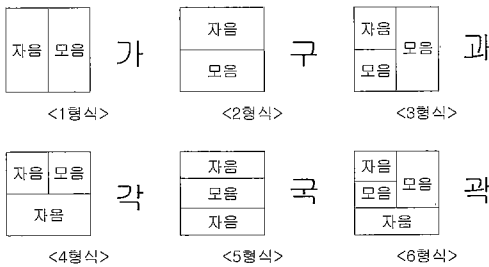 자음 모음 가
자음
모음
구
자음
모음
모음
과
<1형식> <2형식> <3형식>
자음 모음
자음
각
자음
모음
자음
국
자음
모음
모음
자음
곽
<4형식> <5형식> <6형식>